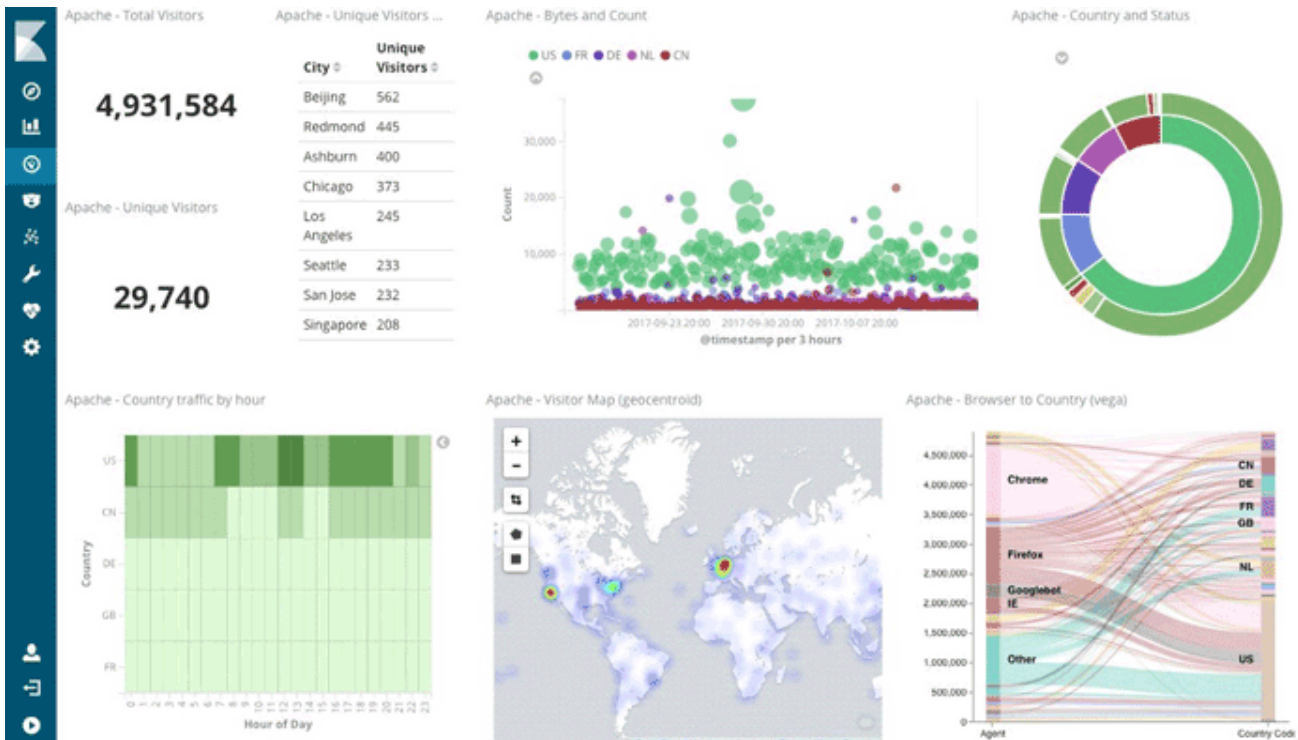 Apache - Total Visitors
4,931,584
Apache - Unique Visitors
29,740
Apache - Unique Visitors ...
City Unique Visitors
Beijing 562
Redmond 445
Ashburn 400
Chicago 373
Los Angeles 245
Seattle 233
San Jose 232
Singapore 208
Apache - Bytes and Count
US FR DE NL CN
Count
30,000
20,000
10,000
2017-09-23 20:00 2017-09-30 20:00 2017-10-07 20:00
@timestamp per 3 hours
Apache - Country and Status
Apache - Country traffic by hour
Country
US
CN
DE
GB
FR
0 1 2 3 4 5 6 7 8 9 10 11 12 13 14 15 16 17 18 19 20 21 22 23
Hour of Day
Apache - Visitor Map (geocentroid)
+
−
Apache - Browser to Country (vega)
4,500,000
4,000,000
3,500,000
3,000,000
2,500,000
2,000,000
1,500,000
1,000,000
500,000
0
Chrome
Firefox
Googlebot
IE
Other
CN
DE
FR
GB
NL
US
Agent
Country Code